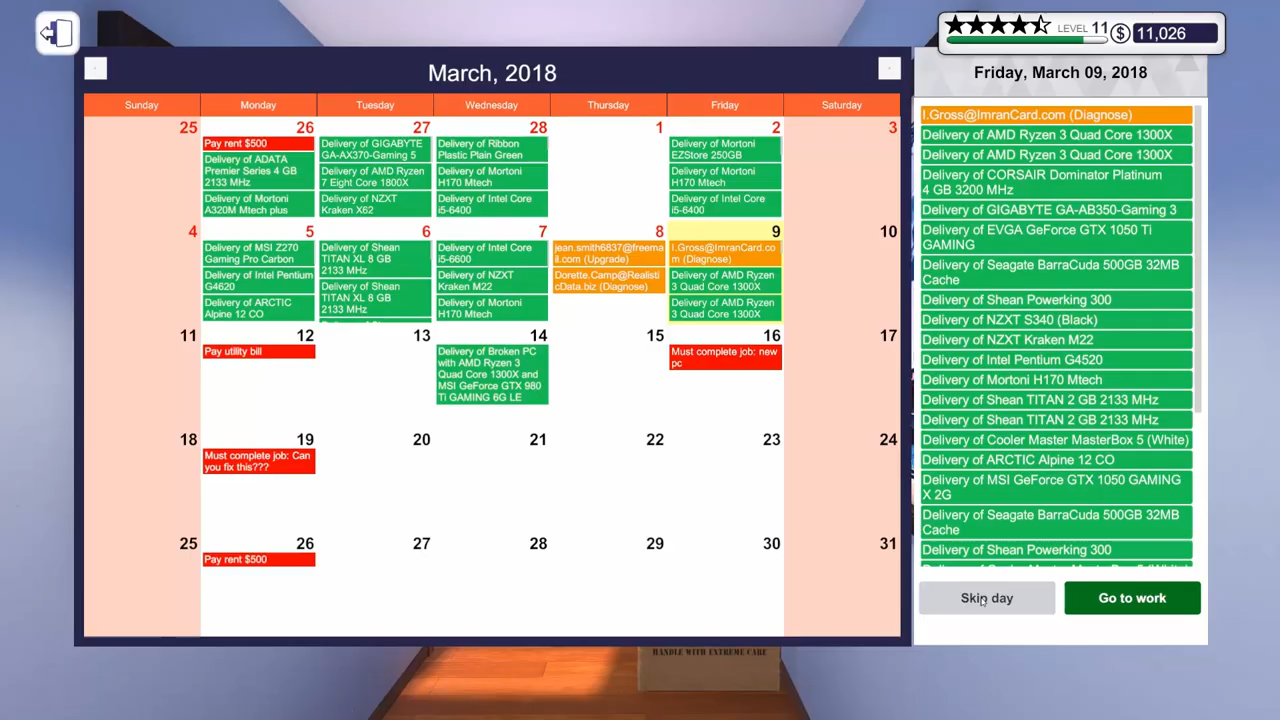 LEVEL 11
$ 11,026
March, 2018
Sunday
Monday
Tuesday
Wednesday
Thursday
Friday
Saturday
25
26
27
28
1
2
3
Pay rent $500
Delivery of ADATA
Premier Series 4 GB
2133 MHz
Delivery of Mortoni
A320M Mtech plus
Delivery of GIGABYTE
GA-AX370-Gaming 5
Delivery of AMD Ryzen
7 Eight Core 1800X
Delivery of NZXT
Kraken X62
Delivery of Ribbon
Plastic Plain Green
Delivery of Mortoni
H170 Mtech
Delivery of Intel Core
i5-6400
Delivery of Mortoni
EZStore 250GB
Delivery of Mortoni
H170 Mtech
Delivery of Intel Core
i5-6400
4
5
6
7
8
9
10
Delivery of MSI Z270
Gaming Pro Carbon
Delivery of Intel Pentium
G4620
Delivery of ARCTIC
Alpine 12 CO
Delivery of Shean
TITAN XL 8 GB
2133 MHz
Delivery of Shean
TITAN XL 8 GB
2133 MHz
Delivery of Intel Core
i5-6600
Delivery of NZXT
Kraken M22
Delivery of Mortoni
H170 Mtech
jean.smith6837@freema
il.com (Upgrade)
Dorette.Camp@Realisti
cData.biz (Diagnose)
I.Gross@ImranCard.co
m (Diagnose)
Delivery of AMD Ryzen
3 Quad Core 1300X
Delivery of AMD Ryzen
3 Quad Core 1300X
11
12
13
14
15
16
17
Pay utility bill
Delivery of Broken PC
with AMD Ryzen 3
Quad Core 1300X and
MSI GeForce GTX 980
Ti GAMING 6G LE
Must complete job: new
pc
18
19
20
21
22
23
24
Must complete job: Can
you fix this???
25
26
27
28
29
30
31
Pay rent $500
Friday, March 09, 2018
I.Gross@ImranCard.com (Diagnose)
Delivery of AMD Ryzen 3 Quad Core 1300X
Delivery of AMD Ryzen 3 Quad Core 1300X
Delivery of CORSAIR Dominator Platinum
4 GB 3200 MHz
Delivery of GIGABYTE GA-AB350-Gaming 3
Delivery of EVGA GeForce GTX 1050 Ti
GAMING
Delivery of Seagate BarraCuda 500GB 32MB
Cache
Delivery of Shean Powerking 300
Delivery of NZXT S340 (Black)
Delivery of NZXT Kraken M22
Delivery of Intel Pentium G4520
Delivery of Mortoni H170 Mtech
Delivery of Shean TITAN 2 GB 2133 MHz
Delivery of Shean TITAN 2 GB 2133 MHz
Delivery of Cooler Master MasterBox 5 (White)
Delivery of ARCTIC Alpine 12 CO
Delivery of MSI GeForce GTX 1050 GAMING
X 2G
Delivery of Seagate BarraCuda 500GB 32MB
Cache
Delivery of Shean Powerking 300
Skip day
Go to work
HANDLE WITH EXTREME CARE